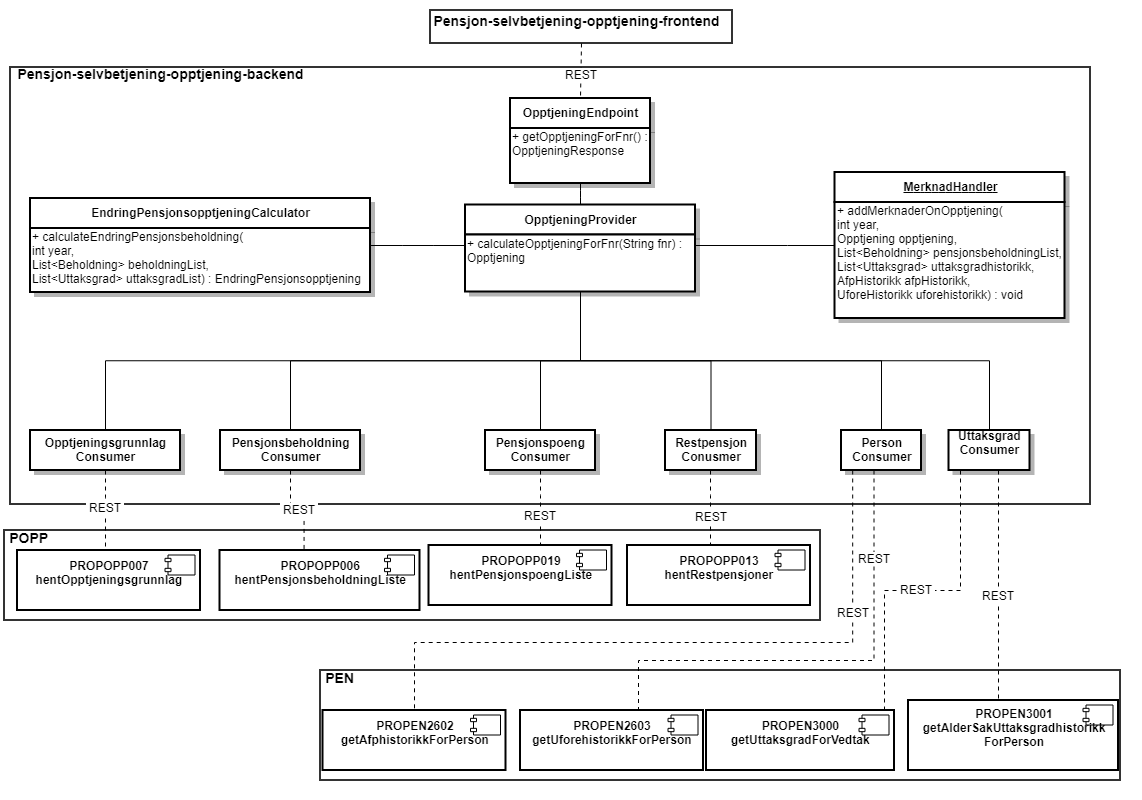 Pensjon-selvbetjening-opptjening-frontend
REST
Pensjon-selvbetjening-opptjening-backend
OpptjeningEndpoint
+ getOpptjeningForFnr() :
OpptjeningResponse
EndringPensjonsopptjeningCalculator
+ calculateEndringPensjonsbeholdning(
int year,
List<Beholdning> beholdningList,
List<Uttaksgrad> uttaksgradList) : EndringPensjonsopptjening
OpptjeningProvider
+ calculateOpptjeningForFnr(String fnr) :
Opptjening
MerknadHandler
+ addMerknaderOnOpptjening(
int year,
Opptjening opptjening,
List<Beholdning> pensjonsbeholdningList,
List<Uttaksgrad> uttaksgradhistorikk,
AfpHistorikk afpHistorikk,
UforeHistorikk uforehistorikk) : void
Opptjeningsgrunnlag
Consumer
Pensjonsbeholdning
Consumer
Pensjonspoeng
Consumer
Restpensjon
Conusmer
Person
Consumer
Uttaksgrad
Consumer
REST
REST
REST
REST
POPP
PROPOPP007
hentOpptjeningsgrunnlag
PROPOPP006
hentPensjonsbeholdningListe
PROPOPP019
hentPensjonspoengListe
PROPOPP013
hentRestpensjoner
REST
REST
REST
REST
PEN
PROPEN2602
getAfphistorikkForPerson
PROPEN2603
getUforehistorikkForPerson
PROPEN3000
getUttaksgradForVedtak
PROPEN3001
getAlderSakUttaksgradhistorikk
ForPerson